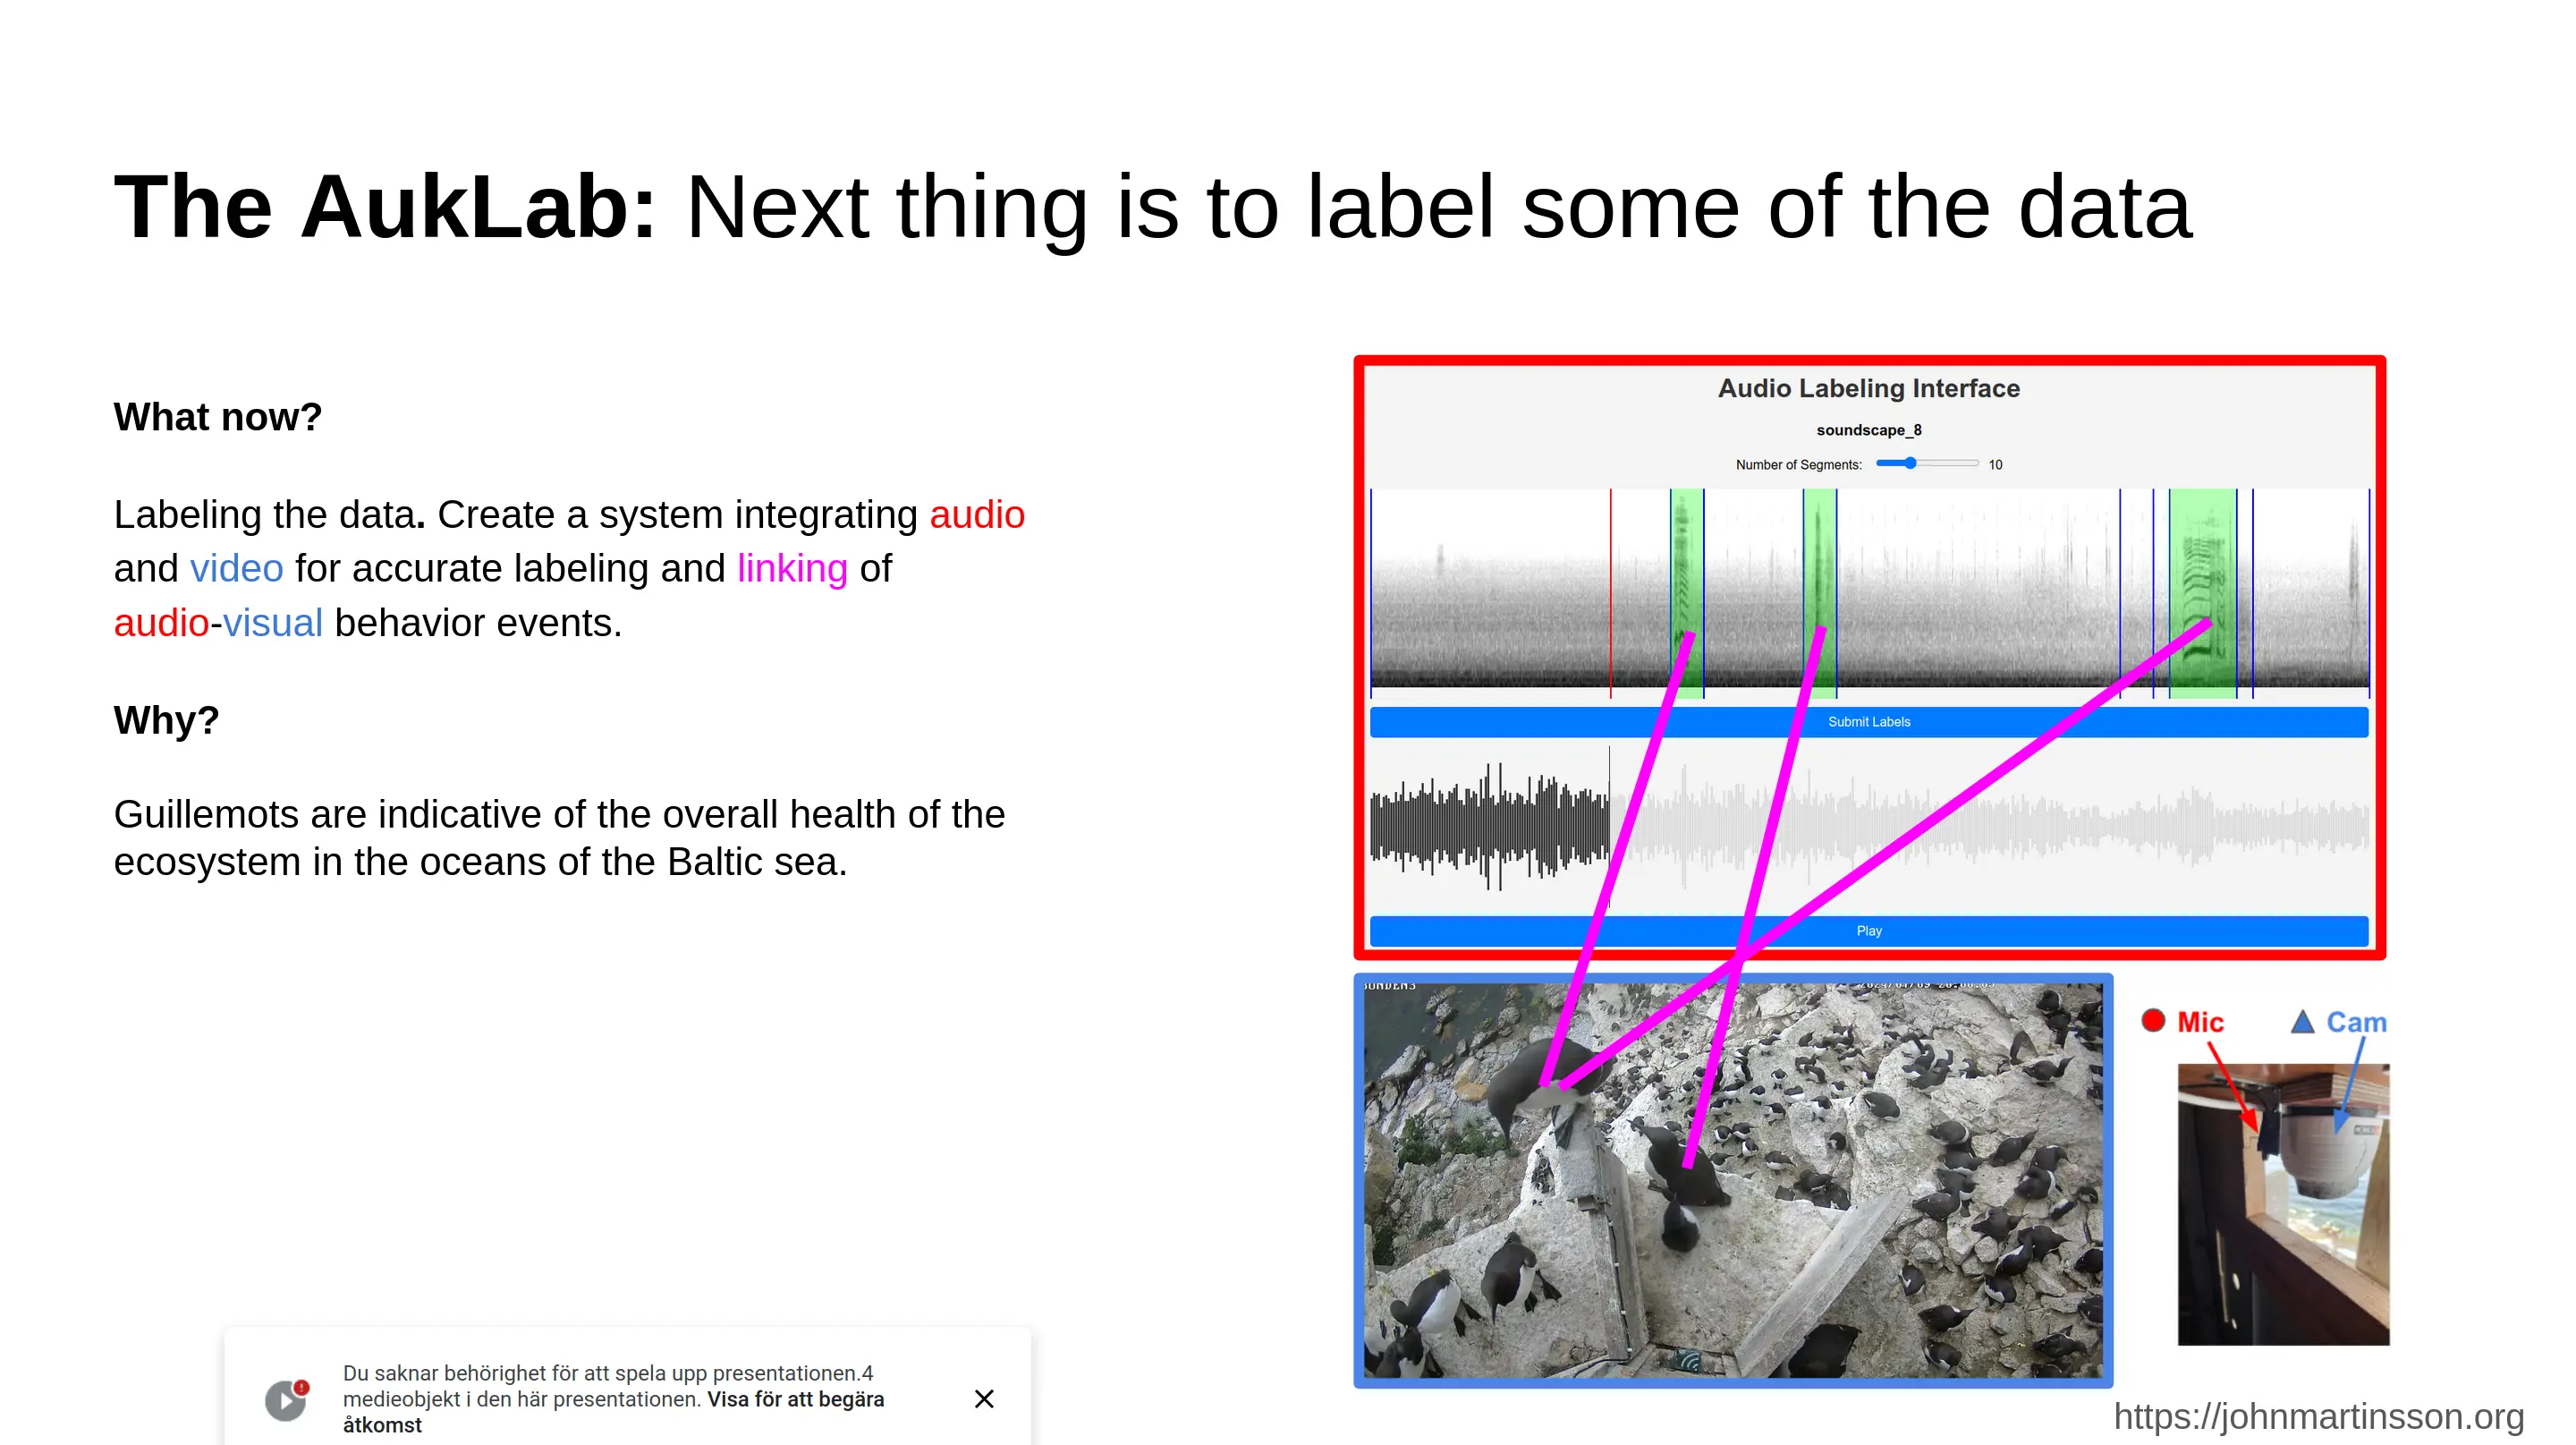 The AukLab: Next thing is to label some of the data
What now?
Labeling the data. Create a system integrating audio
and video for accurate labeling and linking of
audio-visual behavior events.
Why?
Guillemots are indicative of the overall health of the
ecosystem in the oceans of the Baltic sea.
Audio Labeling Interface
soundscape_8
Number of Segments: 10
Submit Labels
Play
Mic
Cam
Du saknar behörighet för att spela upp presentationen.4
medieobjekt i den här presentationen. Visa för att begära
åtkomst
https://johnmartinsson.org